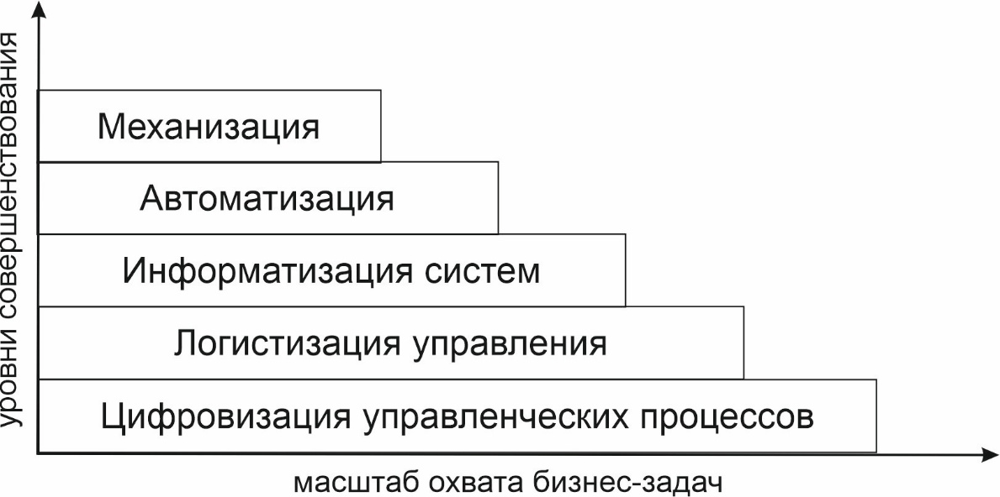 уровни совершенствования
Механизация
Автоматизация
Информатизация систем
Логистизация управления
Цифровизация управленческих процессов
масштаб охвата бизнес-задач